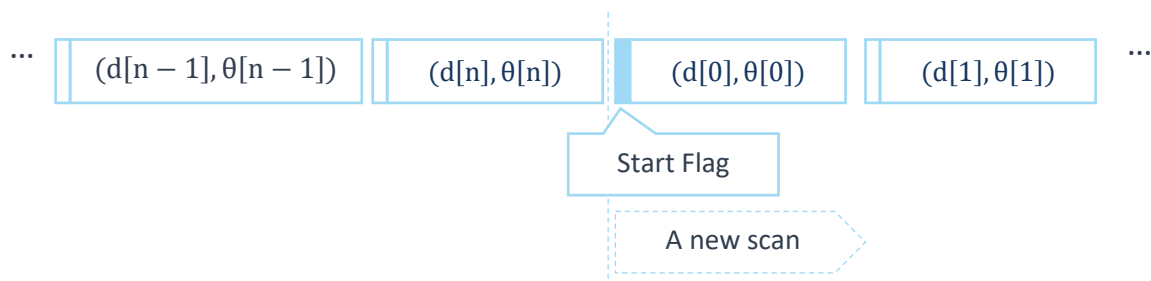 ... (d[n − 1], θ[n − 1]) (d[n], θ[n]) (d[0], θ[0]) (d[1], θ[1]) ...
Start Flag
A new scan